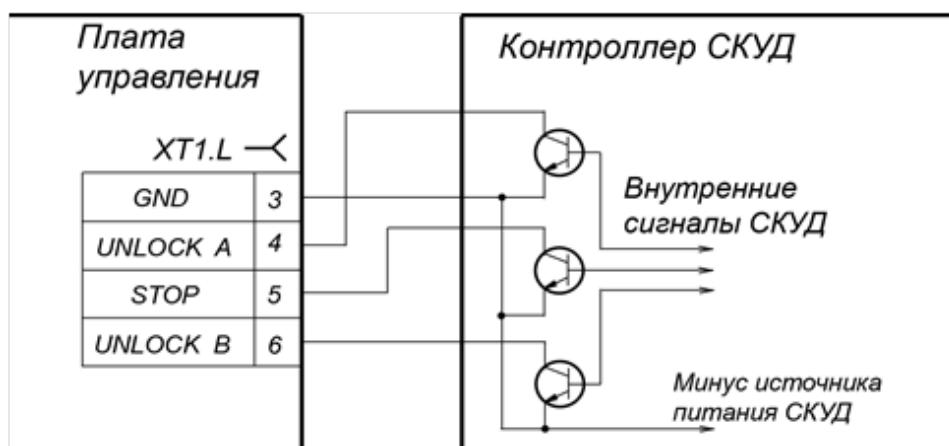 Плата
управления
Контроллер СКУД
XT1.L
GND 3
UNLOCK A 4
STOP 5
UNLOCK B 6
Внутренние
сигналы СКУД
Минус источника
питания СКУД